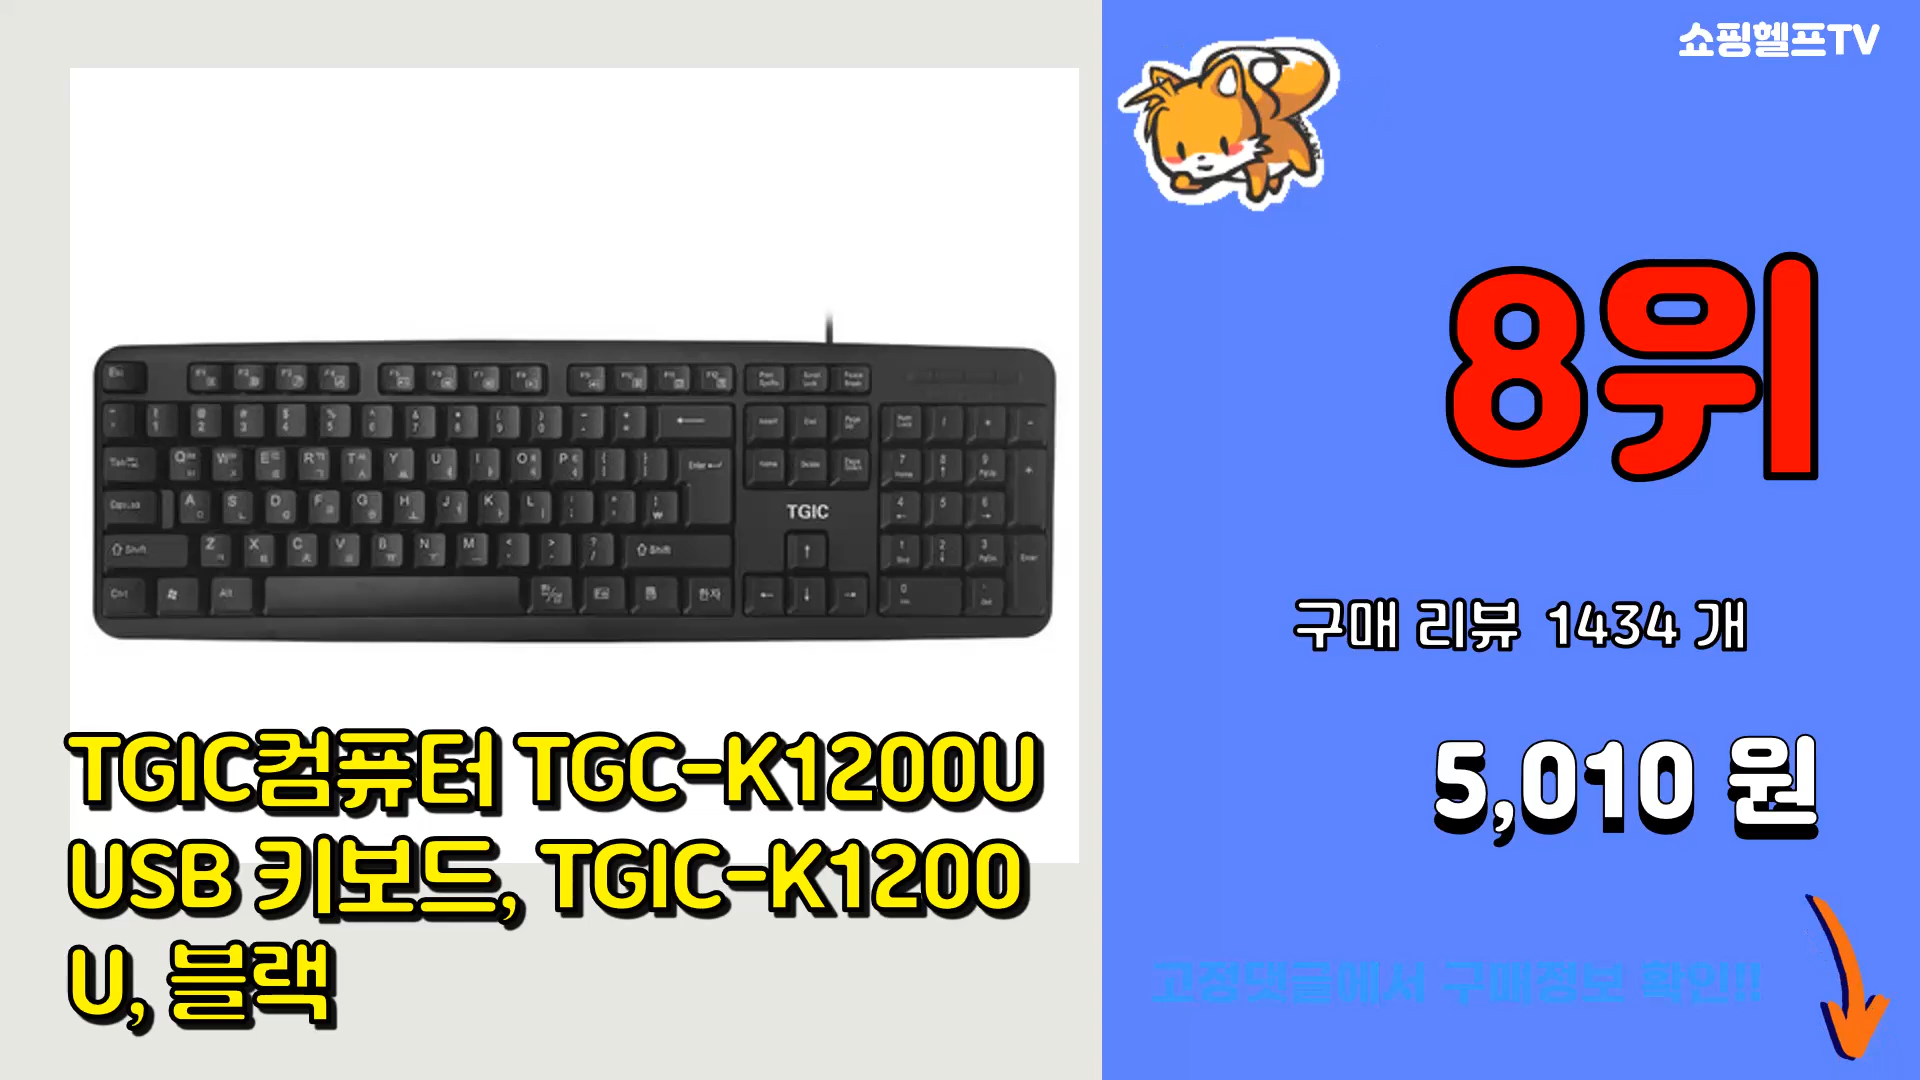 쇼핑헬프TV
8위
구매 리뷰 1434 개
5,010 원
고정댓글에서 구매정보 확인!!
TGIC
TGIC컴퓨터 TGC-K1200U
USB 키보드, TGIC-K1200
U, 블랙